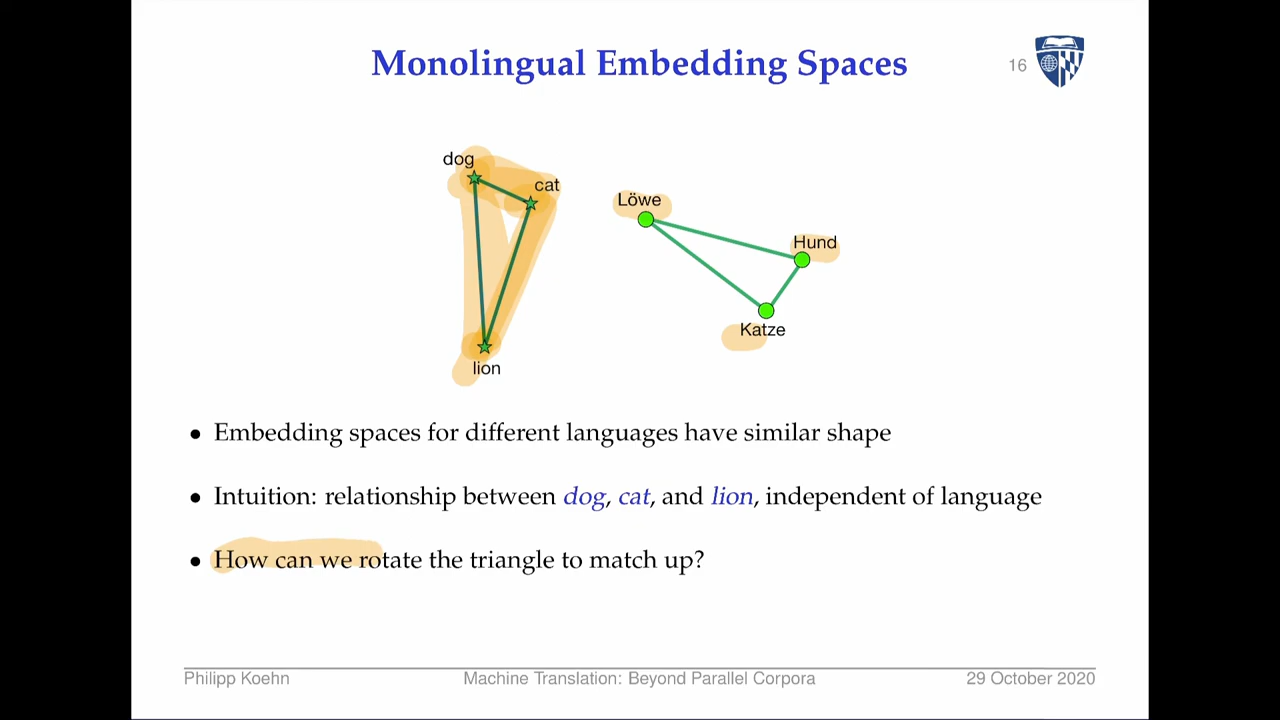 Monolingual Embedding Spaces
16
dog
cat
lion
Löwe
Hund
Katze
• Embedding spaces for different languages have similar shape
• Intuition: relationship between dog, cat, and lion, independent of language
• How can we rotate the triangle to match up?
Philipp Koehn Machine Translation: Beyond Parallel Corpora 29 October 2020